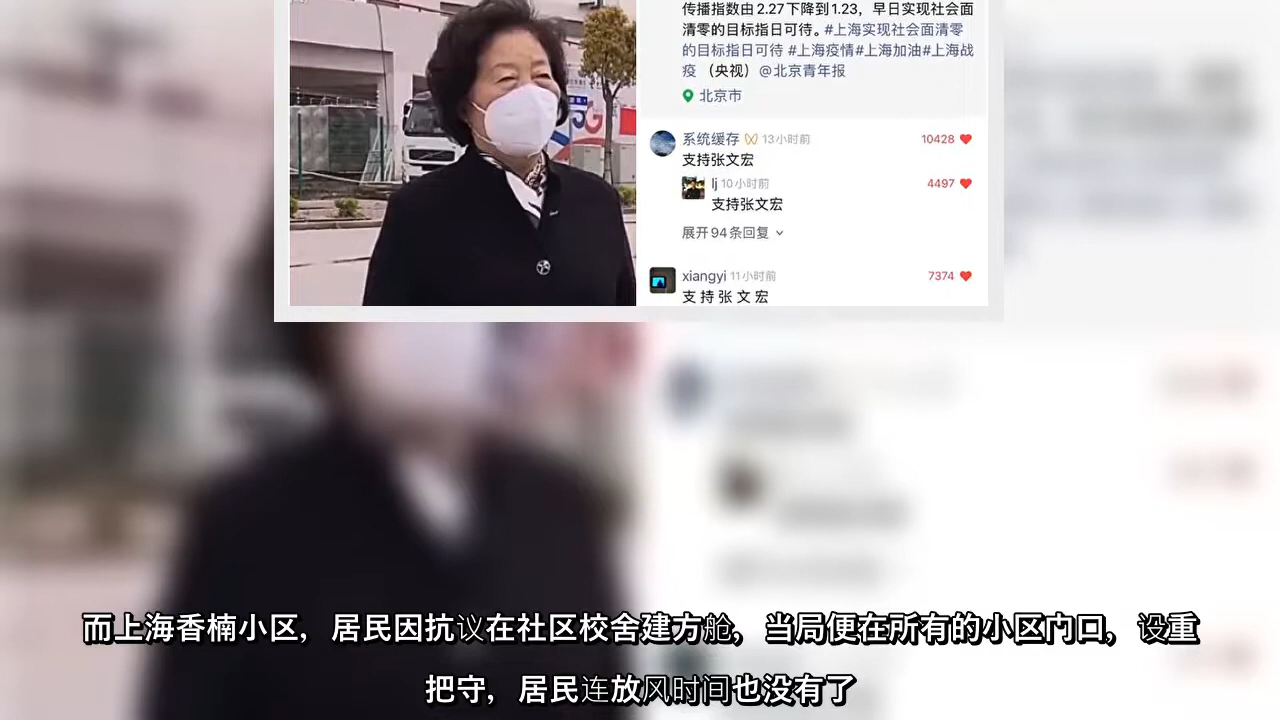 传播指数由2.27下降到1.23，早日实现社会面
清零的目标指日可待。#上海实现社会面清零
的目标指日可待 #上海疫情#上海加油#上海战
疫 （央视）@北京青年报
北京市
系统缓存 13小时前 10428
支持张文宏
lj 10小时前 4497
支持张文宏
展开94条回复
xiangyi 11小时前 7374
支 持 张 文 宏
而上海香楠小区，居民因抗议在社区校舍建方舱，当局便在所有的小区门口，设重
把守，居民连放风时间也没有了